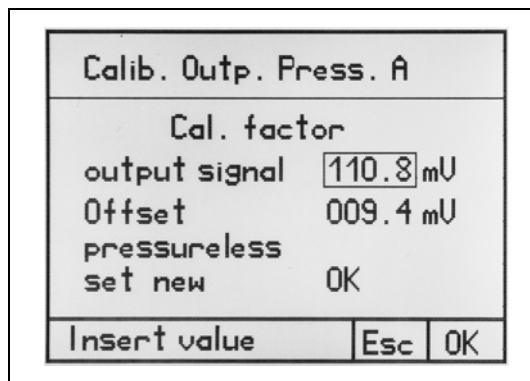 Calib. Outp. Press. A
Cal. factor
output signal 110.8 mV
Offset 009.4 mV
pressureless
set new OK
Insert value Esc OK